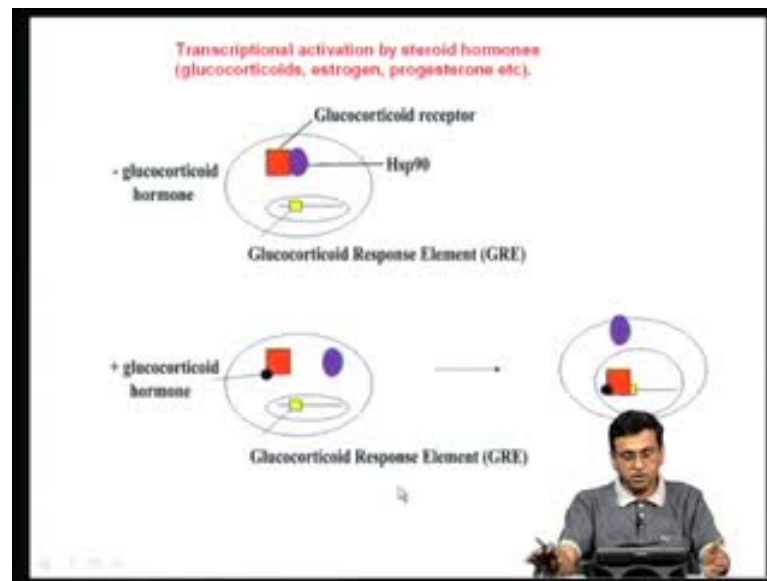 Transcriptional activation by steroid hormones
(glucocorticoids, estrogen, progesterone etc).
Glucocorticoid receptor
- glucocorticoid
hormone
Hsp90
Glucocorticoid Response Element (GRE)
+ glucocorticoid
hormone
Glucocorticoid Response Element (GRE)